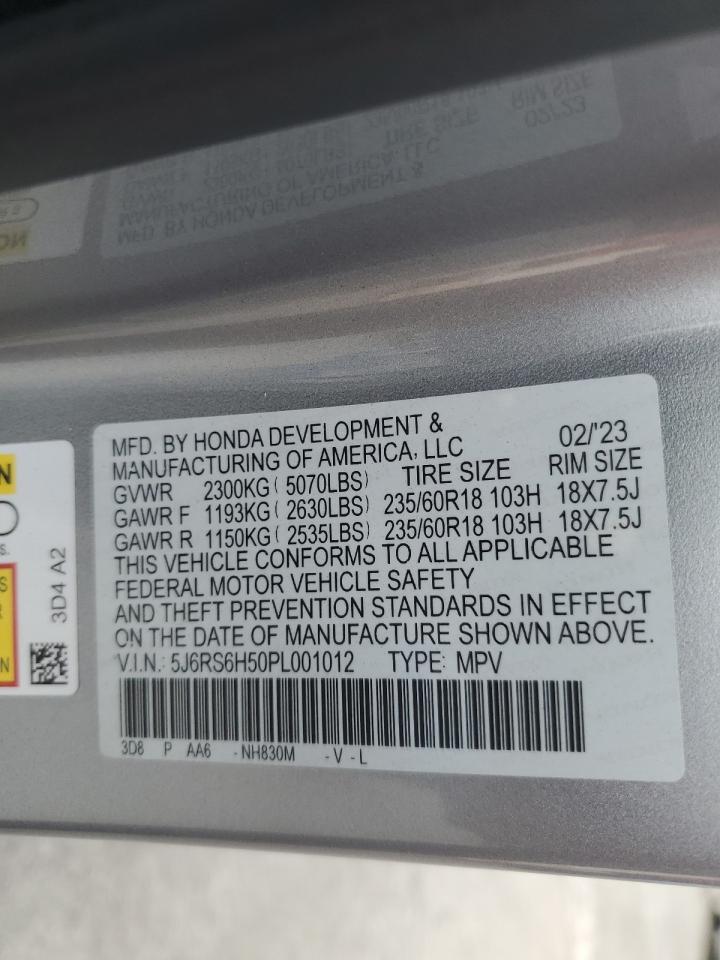 MFD. BY HONDA DEVELOPMENT &
MANUFACTURING OF AMERICA, LLC 02/'23
GVWR 2300KG ( 5070LBS) TIRE SIZE RIM SIZE
GAWR F 1193KG ( 2630LBS) 235/60R18 103H 18X7.5J
GAWR R 1150KG ( 2535LBS) 235/60R18 103H 18X7.5J
THIS VEHICLE CONFORMS TO ALL APPLICABLE
FEDERAL MOTOR VEHICLE SAFETY
AND THEFT PREVENTION STANDARDS IN EFFECT
ON THE DATE OF MANUFACTURE SHOWN ABOVE.
V.I.N.: 5J6RS6H50PL001012 TYPE: MPV
3D8 P AA6 -NH830M -V-L
3D4 A2